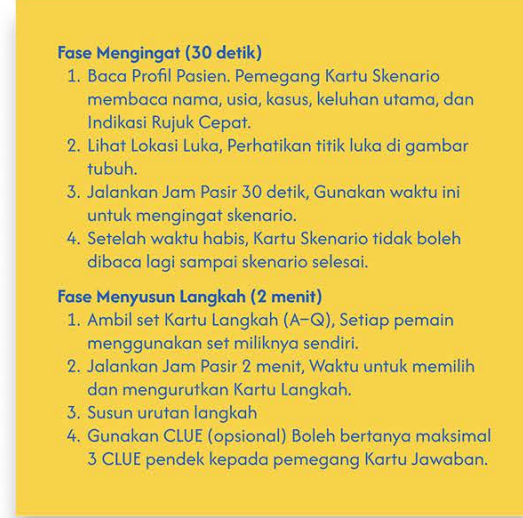 Fase Mengingat (30 detik)
1. Baca Profil Pasien. Pemegang Kartu Skenario
membaca nama, usia, kasus, keluhan utama, dan
Indikasi Rujuk Cepat.
2. Lihat Lokasi Luka, Perhatikan titik luka di gambar
tubuh.
3. Jalankan Jam Pasir 30 detik, Gunakan waktu ini
untuk mengingat skenario.
4. Setelah waktu habis, Kartu Skenario tidak boleh
dibaca lagi sampai skenario selesai.
Fase Menyusun Langkah (2 menit)
1. Ambil set Kartu Langkah (A–Q), Setiap pemain
menggunakan set miliknya sendiri.
2. Jalankan Jam Pasir 2 menit, Waktu untuk memilih
dan mengurutkan Kartu Langkah.
3. Susun urutan langkah
4. Gunakan CLUE (opsional) Boleh bertanya maksimal
3 CLUE pendek kepada pemegang Kartu Jawaban.